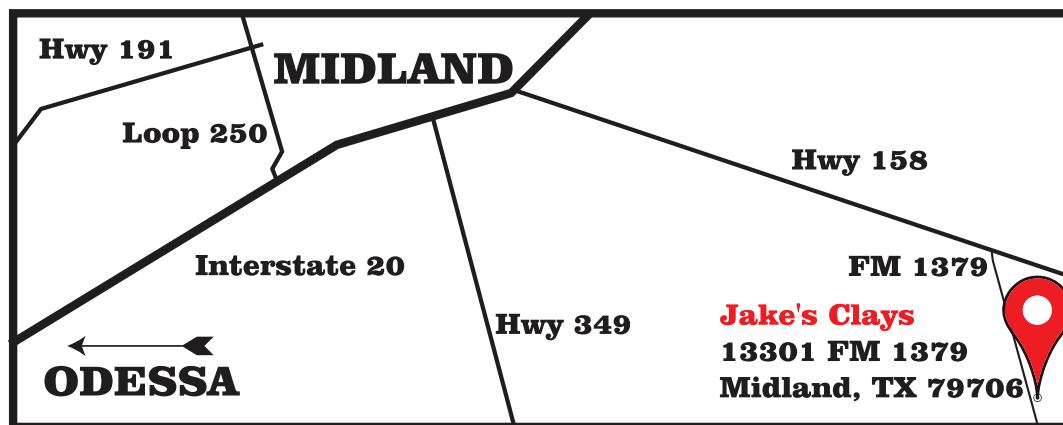 Hwy 191
MIDLAND
Loop 250
Hwy 158
Interstate 20
FM 1379
Jake's Clays
13301 FM 1379
Midland, TX 79706
Hwy 349
ODESSA